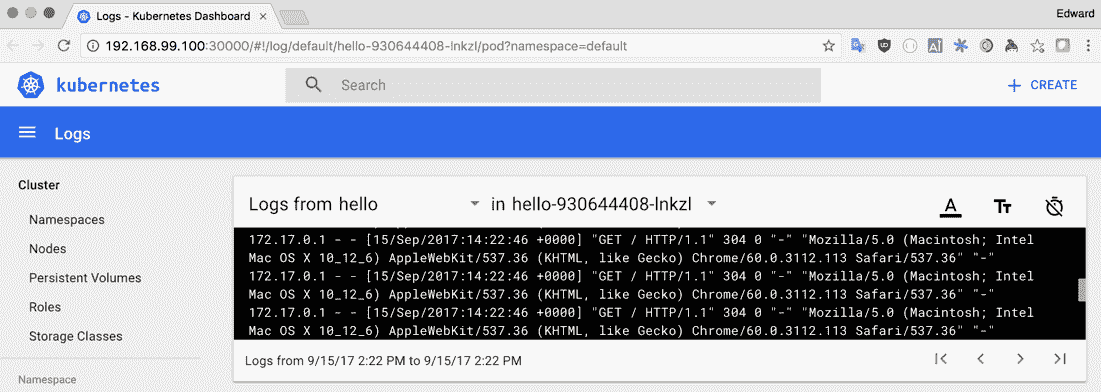 Logs - Kubernetes Dashboard
Edward
192.168.99.100:30000/#!/log/default/hello-930644408-lnkzl/pod?namespace=default
kubernetes
Search
+ CREATE
Logs
Cluster
Namespaces
Nodes
Persistent Volumes
Roles
Storage Classes
Namespace
Logs from hello
in hello-930644408-lnkzl
172.17.0.1 - - [15/Sep/2017:14:22:46 +0000] "GET / HTTP/1.1" 304 0 "-" "Mozilla/5.0 (Macintosh; Intel
Mac OS X 10_12_6) AppleWebKit/537.36 (KHTML, like Gecko) Chrome/60.0.3112.113 Safari/537.36" "-"
172.17.0.1 - - [15/Sep/2017:14:22:46 +0000] "GET / HTTP/1.1" 304 0 "-" "Mozilla/5.0 (Macintosh; Intel
Mac OS X 10_12_6) AppleWebKit/537.36 (KHTML, like Gecko) Chrome/60.0.3112.113 Safari/537.36" "-"
172.17.0.1 - - [15/Sep/2017:14:22:46 +0000] "GET / HTTP/1.1" 304 0 "-" "Mozilla/5.0 (Macintosh; Intel
Mac OS X 10_12_6) AppleWebKit/537.36 (KHTML, like Gecko) Chrome/60.0.3112.113 Safari/537.36" "-"
Logs from 9/15/17 2:22 PM to 9/15/17 2:22 PM